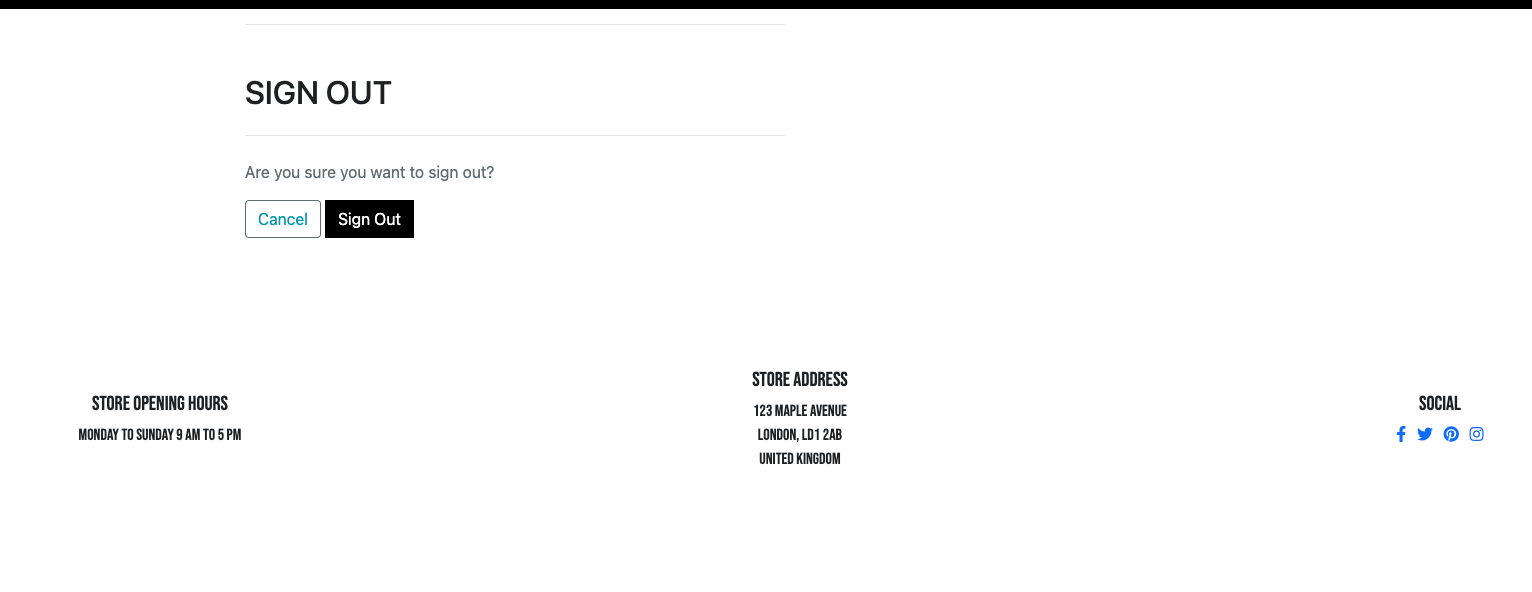 SIGN OUT
Are you sure you want to sign out?
Cancel
Sign Out
STORE OPENING HOURS
MONDAY TO SUNDAY 9 AM TO 5 PM
STORE ADDRESS
123 MAPLE AVENUE
LONDON, LD1 2AB
UNITED KINGDOM
SOCIAL